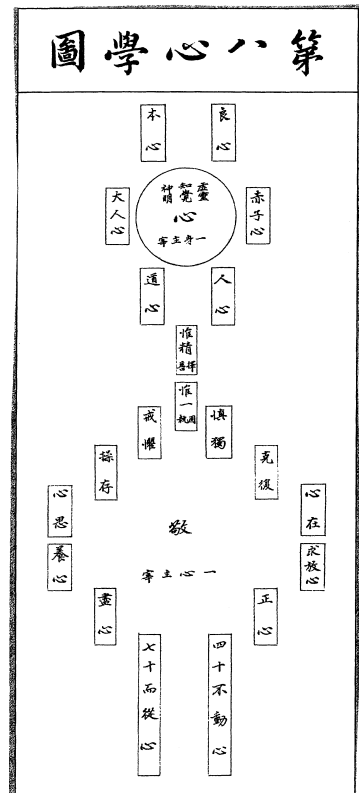 第八心學圖
良心
本心
虛靈
知覺
神明
心
一身主宰
赤子心
大人心
人心
道心
惟精
擇善
惟一
固執
慎獨
戒懼
克復
操存
心在
心思
求放心
養心
敬
一心主宰
正心
盡心
四十不動心
七十而從心